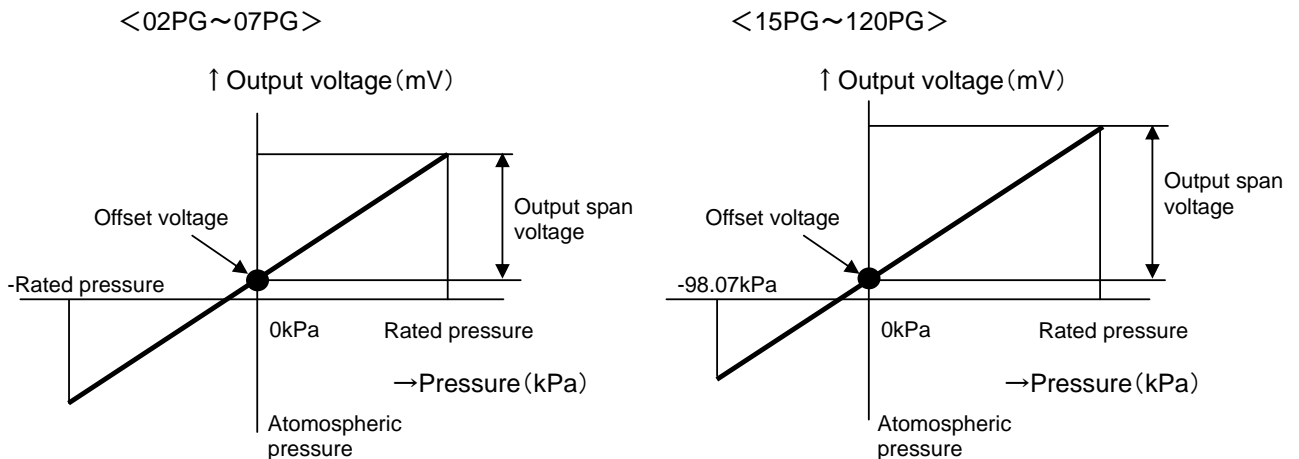 ＜02PG～07PG＞
↑ Output voltage（mV）
Offset voltage
Output span
voltage
-Rated pressure
0kPa
Rated pressure
→Pressure（kPa）
Atomospheric
pressure
＜15PG～120PG＞
↑ Output voltage（mV）
Offset voltage
Output span
voltage
-98.07kPa
0kPa
Rated pressure
→Pressure（kPa）
Atomospheric
pressure